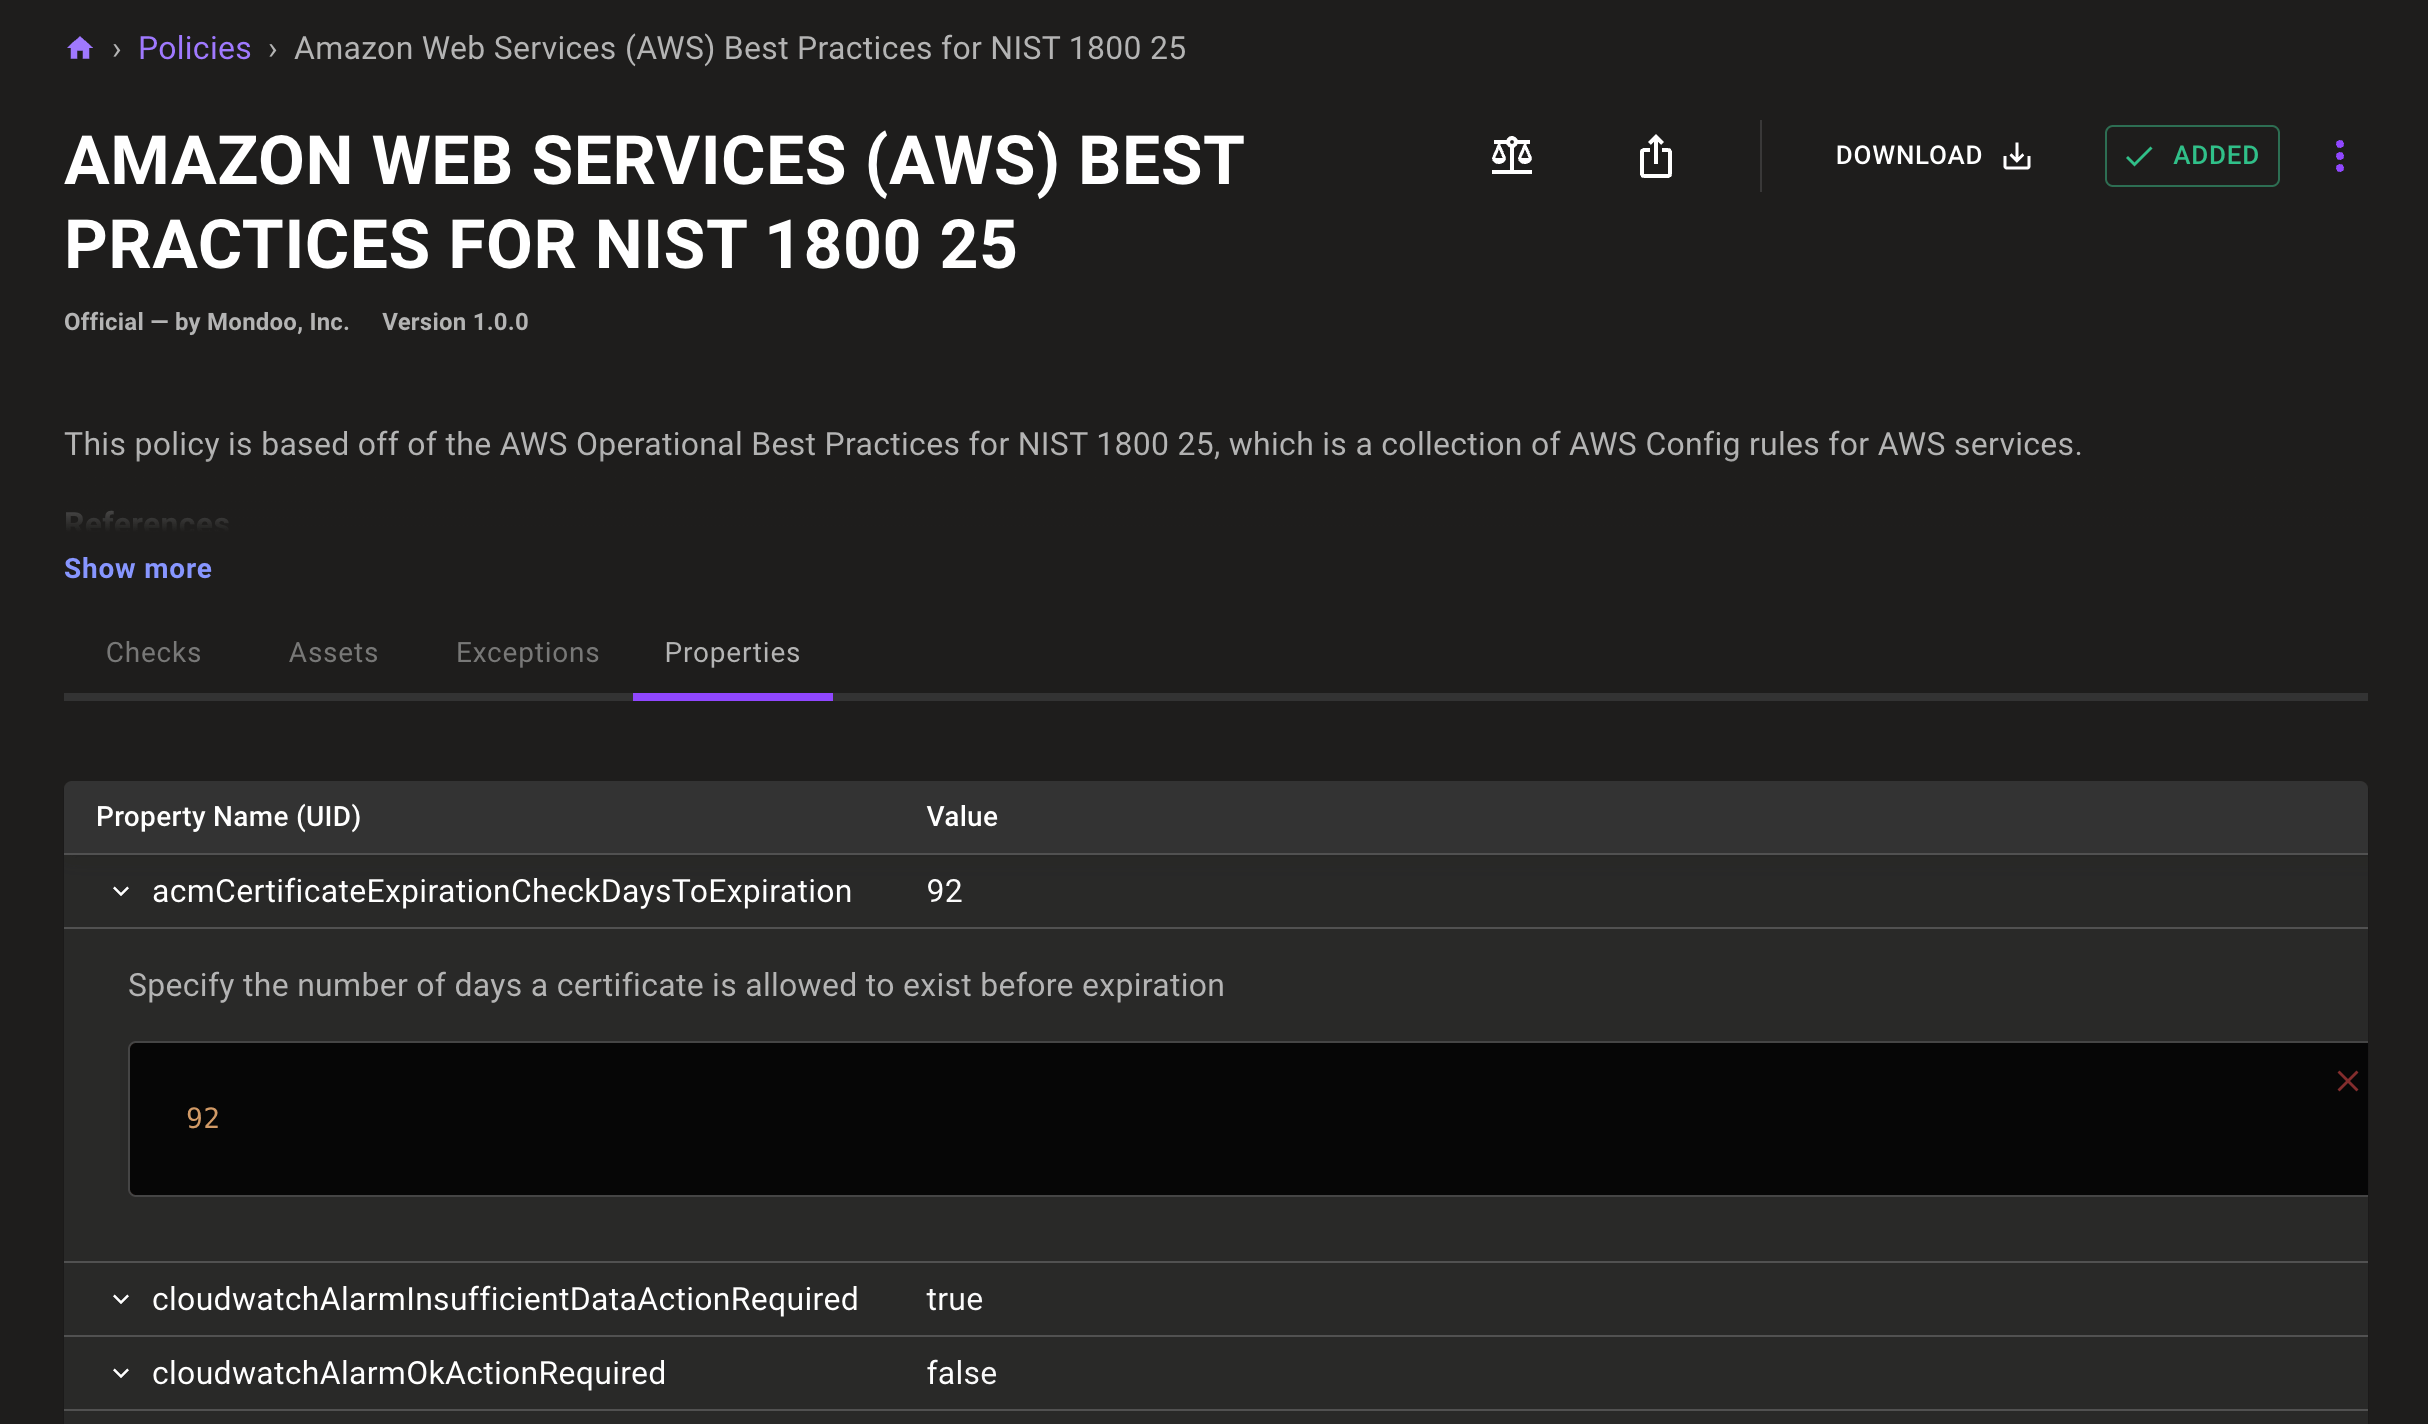 › Policies › Amazon Web Services (AWS) Best Practices for NIST 1800 25
AMAZON WEB SERVICES (AWS) BEST
PRACTICES FOR NIST 1800 25
DOWNLOAD
ADDED
Official — by Mondoo, Inc. Version 1.0.0
This policy is based off of the AWS Operational Best Practices for NIST 1800 25, which is a collection of AWS Config rules for AWS services.
References
Show more
Checks Assets Exceptions Properties
Property Name (UID) Value
acmCertificateExpirationCheckDaysToExpiration 92
Specify the number of days a certificate is allowed to exist before expiration
92
cloudwatchAlarmInsufficientDataActionRequired true
cloudwatchAlarmOkActionRequired false